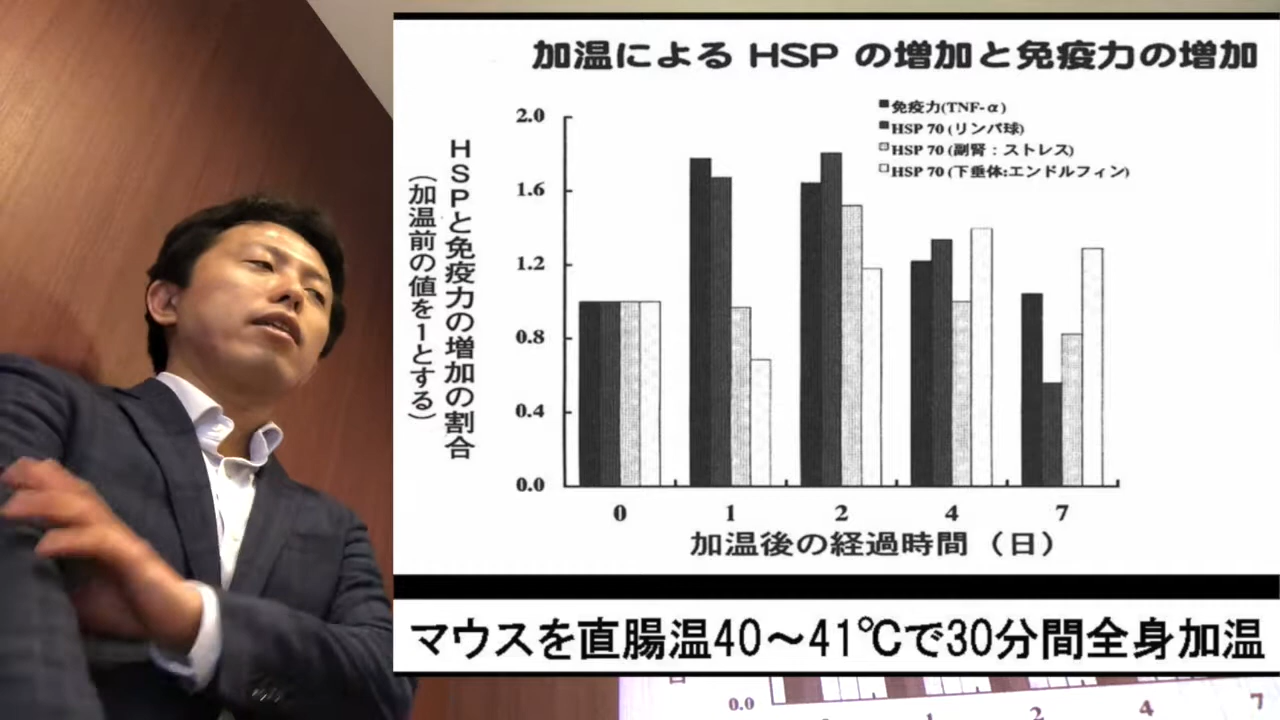 加温による HSP の増加と免疫力の増加
■免疫力(TNF-α)
■HSP 70 (リンパ球)
HSP 70 (副腎：ストレス)
□HSP 70 (下垂体:エンドルフィン)
HSPと免疫力の増加の割合
(加温前の値を1とする)
2.0
1.6
1.2
0.8
0.4
0.0
0 1 2 4 7
加温後の経過時間 （日）
マウスを直腸温40～41℃で30分間全身加温
0.0
1 2 4 7